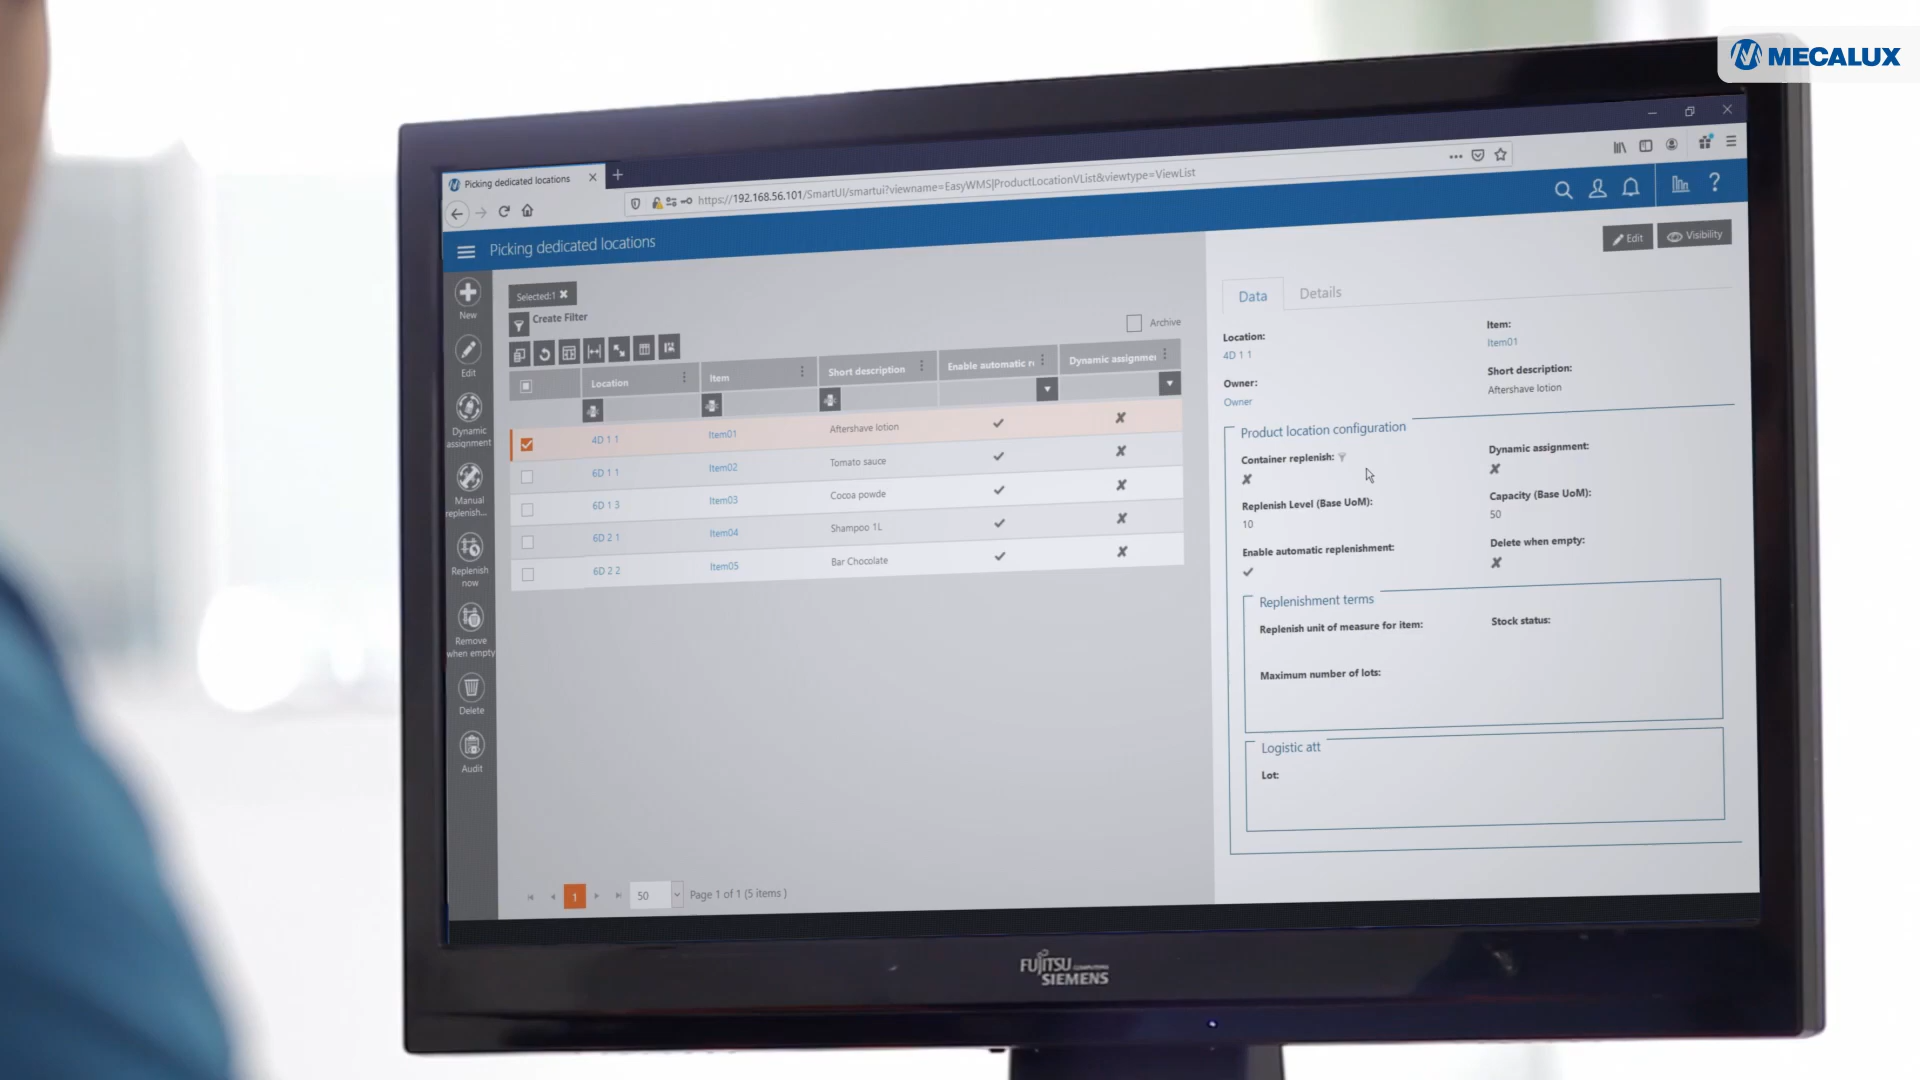 MECALUX
Picking dedicated locations
https://192.168.56.101/SmartUI/smartui?viewname=EasyWMS|ProductLocationVList&viewtype=ViewList
Picking dedicated locations
Edit
Visibility
New
Edit
Dynamic
assignment
Manual
replenish...
Replenish
now
Remove
when empty
Delete
Audit
Selected:1
Create Filter
Archive
Location
Item
Short description
Enable automatic r
Dynamic assignme
4D 1 1
Item01
Aftershave lotion
6D 1 1
Item02
Tomato sauce
6D 1 3
Item03
Cocoa powde
6D 2 1
Item04
Shampoo 1L
6D 2 2
Item05
Bar Chocolate
1
50
Page 1 of 1 (5 items )
Data
Details
Location:
4D 1 1
Item:
Item01
Owner:
Owner
Short description:
Aftershave lotion
Product location configuration
Container replenish:
Dynamic assignment:
Replenish Level (Base UoM):
10
Capacity (Base UoM):
50
Enable automatic replenishment:
Delete when empty:
Replenishment terms
Replenish unit of measure for item:
Stock status:
Maximum number of lots:
Logistic att
Lot:
FUJITSU COMPUTERS
SIEMENS